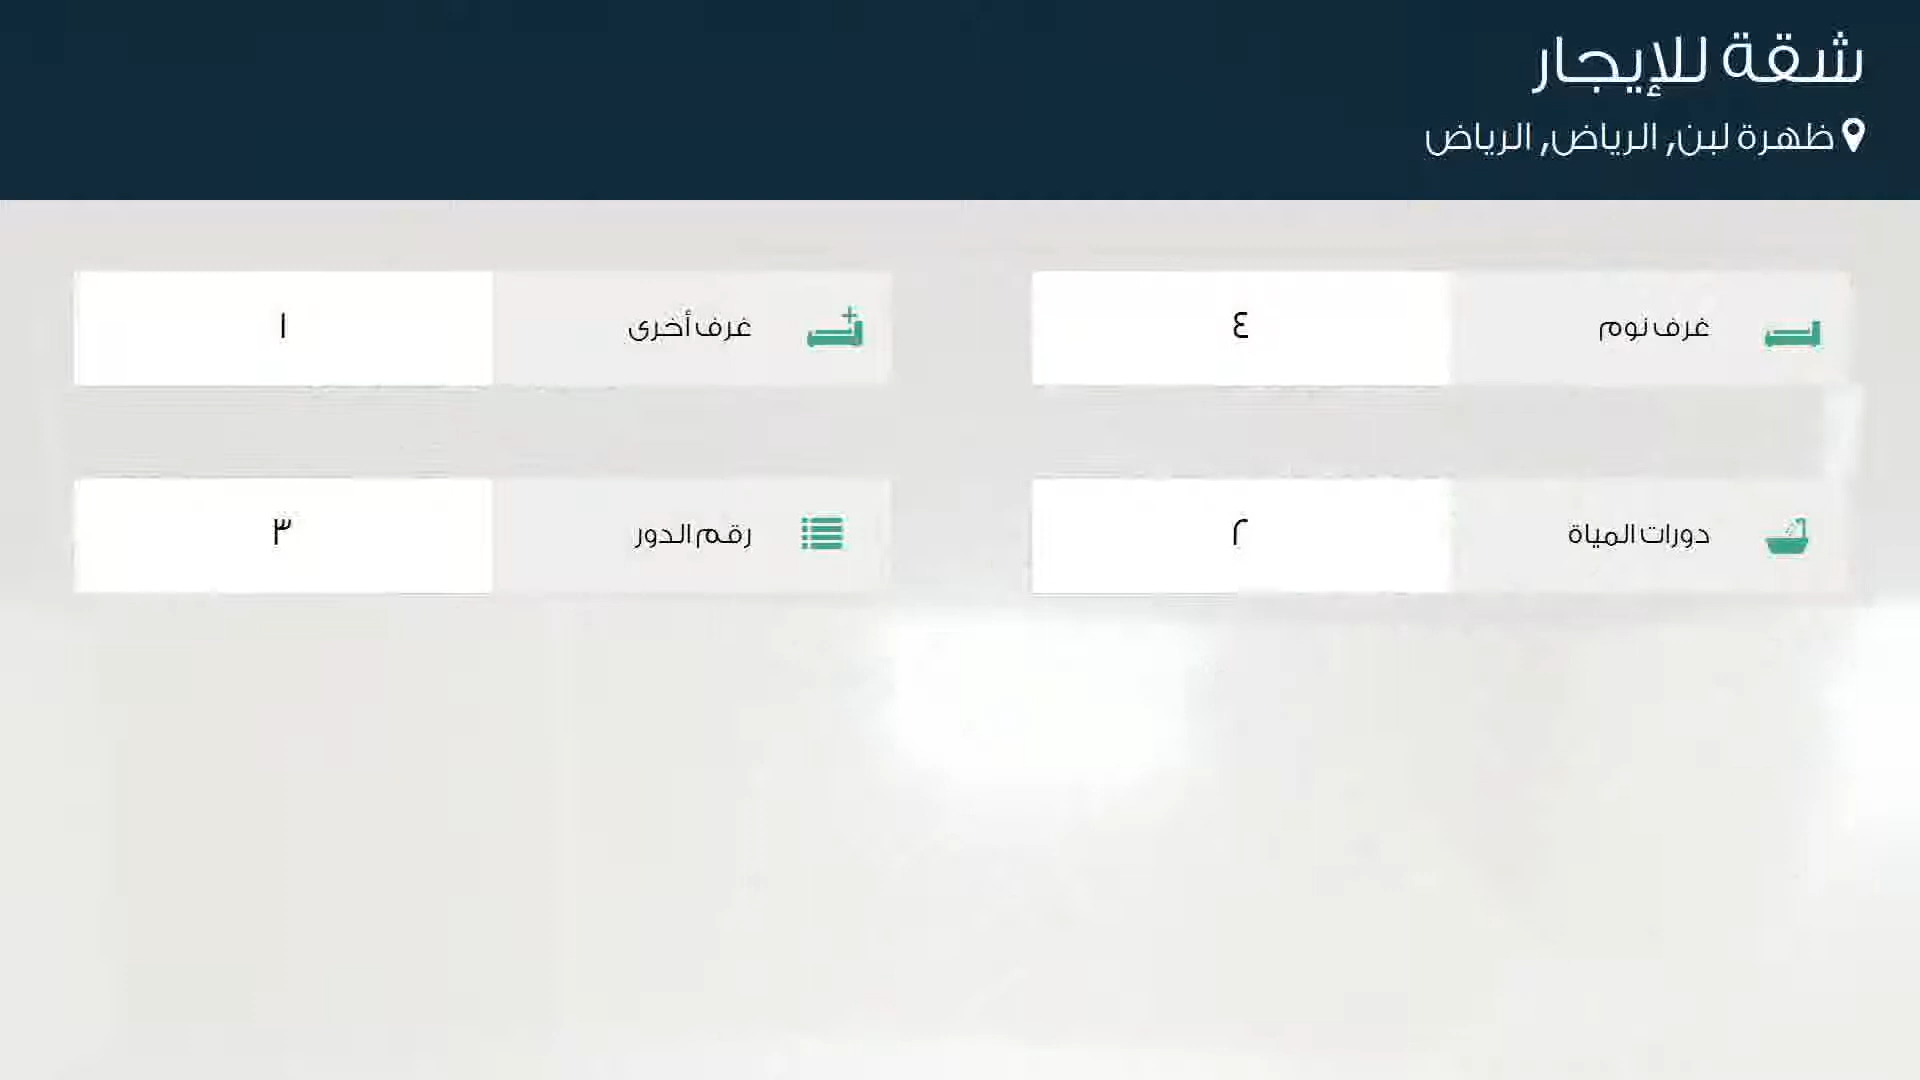 شقة للإيجار
ظهرة لبن, الرياض, الرياض
غرف نوم ٤
غرف أخرى ١
دورات المياة ٢
رقم الدور ٣